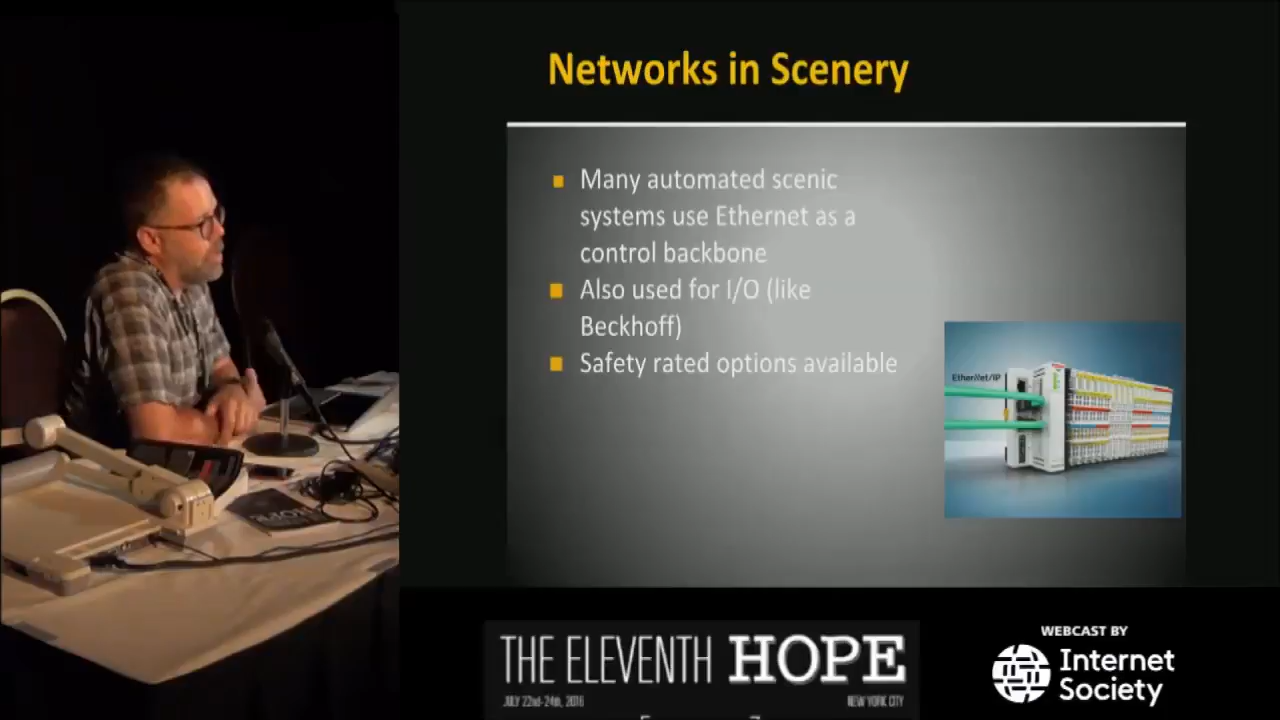 Networks in Scenery
Many automated scenic
systems use Ethernet as a
control backbone
Also used for I/O (like
Beckhoff)
Safety rated options available
EtherNet/IP
THE ELEVENTH HOPE
JULY 22nd-24th, 2016
NEW YORK CITY
WEBCAST BY
Internet
Society